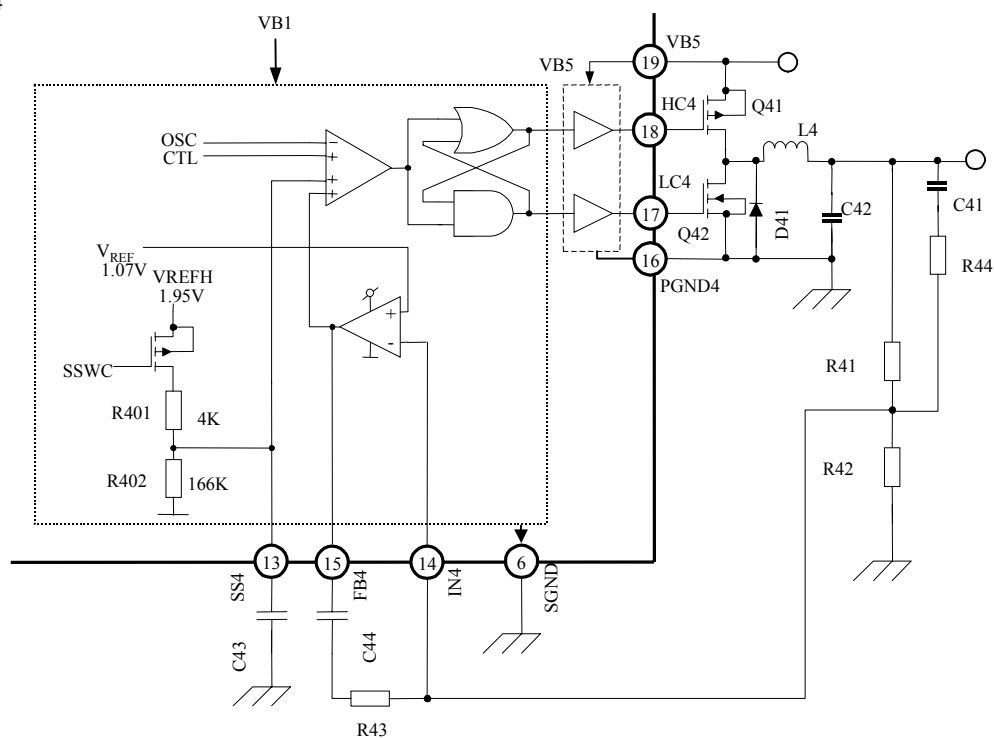 VB1
VB5
19
VB5
HC4
Q41
18
OSC
CTL
−
+
+
+
L4
LC4
17
Q42
D41
C42
C41
R44
16
PGND4
VREF
1.07V
VREFH
1.95V
+
-
SSWC
R401
4K
R402
166K
R41
R42
13
15
14
6
SS4
FB4
IN4
SGND
C43
C44
R43